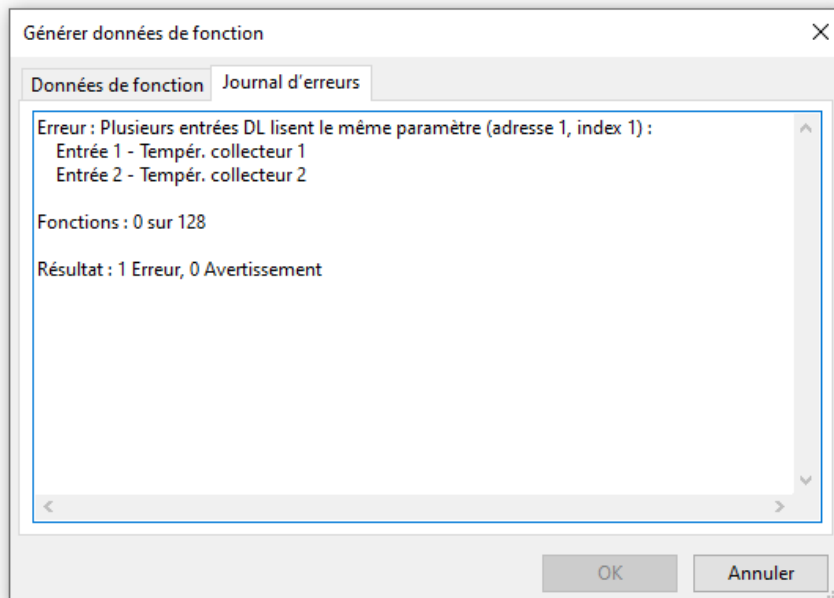 Générer données de fonction
Données de fonction
Journal d'erreurs
Erreur : Plusieurs entrées DL lisent le même paramètre (adresse 1, index 1) :
Entrée 1 - Tempér. collecteur 1
Entrée 2 - Tempér. collecteur 2
Fonctions : 0 sur 128
Résultat : 1 Erreur, 0 Avertissement
OK
Annuler